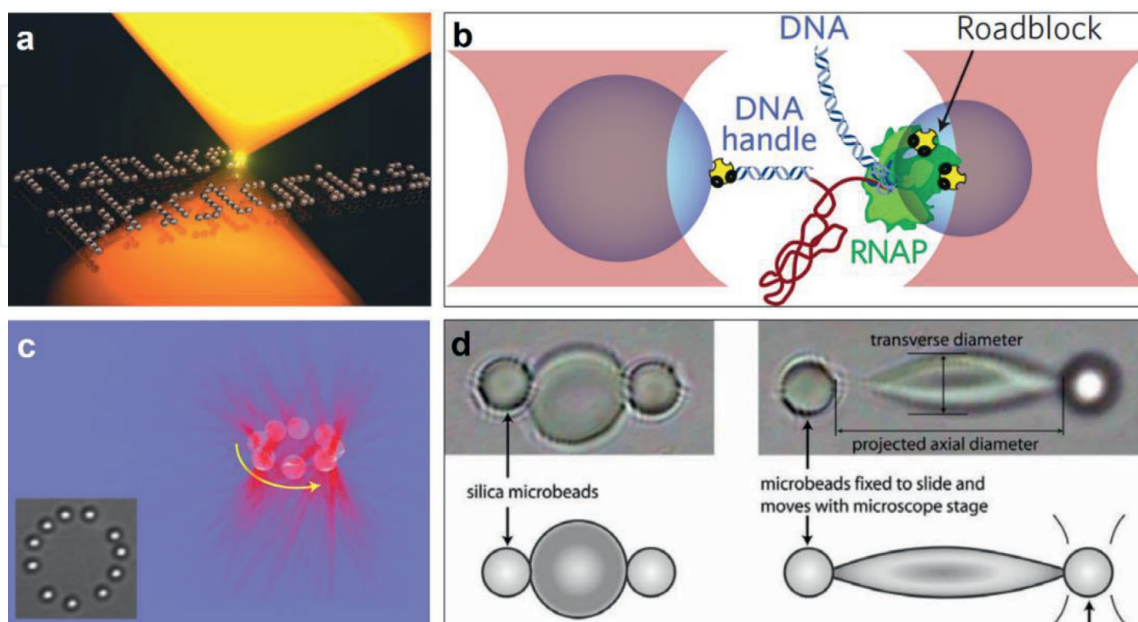 a
b
DNA
Roadblock
DNA
handle
RNAP
c
d
transverse diameter
projected axial diameter
silica microbeads
microbeads fixed to slide and
moves with microscope stage